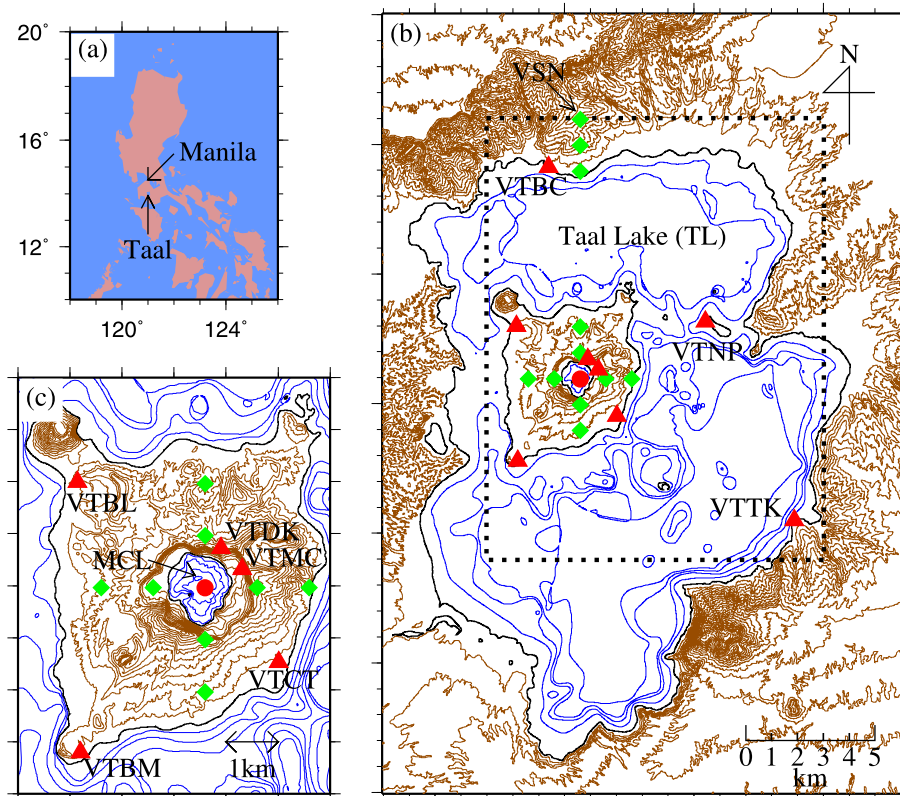 (a)
20°
16°
12°
120°
124°
Manila
Taal
(b)
N
VSN
VTBC
Taal Lake (TL)
VTNP
VTTK
5
0 1 2 3 4 5
km
(c)
VTBL
VTDK
VTMC
MCL
VTCT
VTBM
1km